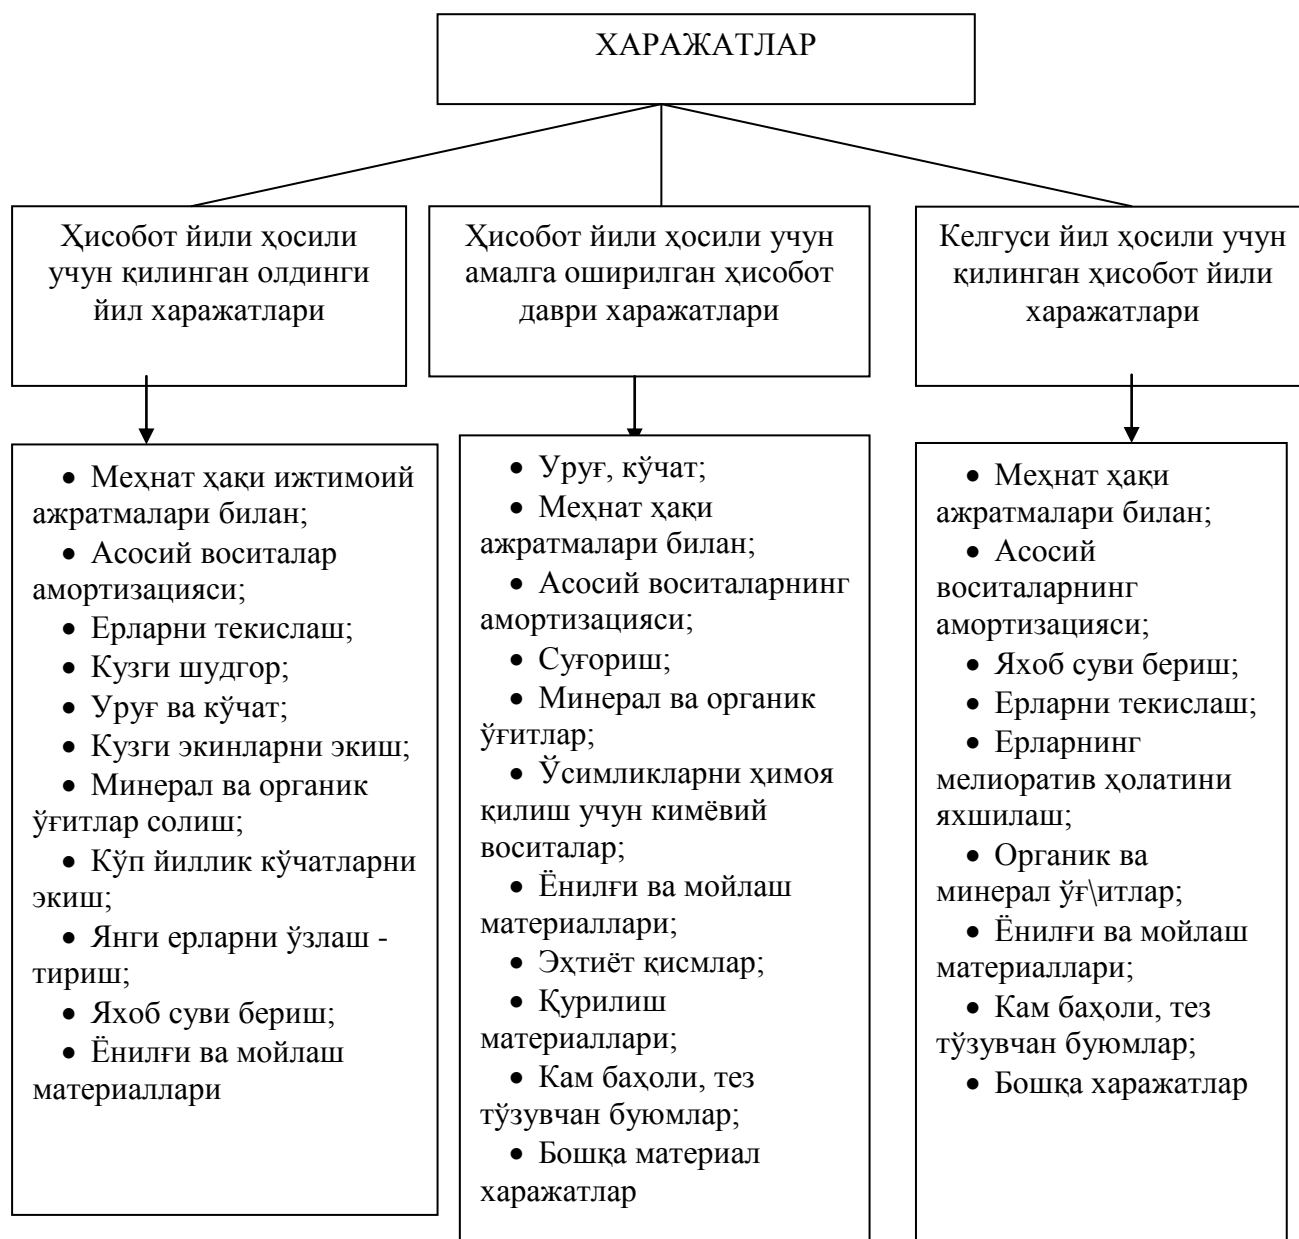 ХАРАЖАТЛАР
Ҳисобот йили ҳосили
учун қилинган олдинги
йил харажатлари
Ҳисобот йили ҳосили учун
амалга оширилган ҳисобот
даври харажатлари
Келгуси йил ҳосили учун
қилинган ҳисобот йили
харажатлари
• Меҳнат ҳақи ижтимоий
ажратмалари билан;
• Асосий воситалар
амортизацияси;
• Ерларни текислаш;
• Кузги шудгор;
• Уруғ ва кўчат;
• Кузги экинларни экиш;
• Минерал ва органик
ўғитлар солиш;
• Кўп йиллик кўчатларни
экиш;
• Янги ерларни ўзлаш -
тириш;
• Яхоб суви бериш;
• Ёнилғи ва мойлаш
материаллари
• Уруғ, кўчат;
• Меҳнат ҳақи
ажратмалари билан;
• Асосий воситаларнинг
амортизацияси;
• Суғориш;
• Минерал ва органик
ўғитлар;
• Ўсимликларни ҳимоя
қилиш учун кимёвий
воситалар;
• Ёнилғи ва мойлаш
материаллари;
• Эҳтиёт қисмлар;
• Қурилиш
материаллари;
• Кам баҳоли, тез
тўзувчан буюмлар;
• Бошқа материал
харажатлар
• Меҳнат ҳақи
ажратмалари билан;
• Асосий
воситаларнинг
амортизацияси;
• Яхоб суви бериш;
• Ерларни текислаш;
• Ерларнинг
мелиоратив ҳолатини
яхшилаш;
• Органик ва
минерал ўғ\итлар;
• Ёнилғи ва мойлаш
материаллари;
• Кам баҳоли, тез
тўзувчан буюмлар;
• Бошқа харажатлар